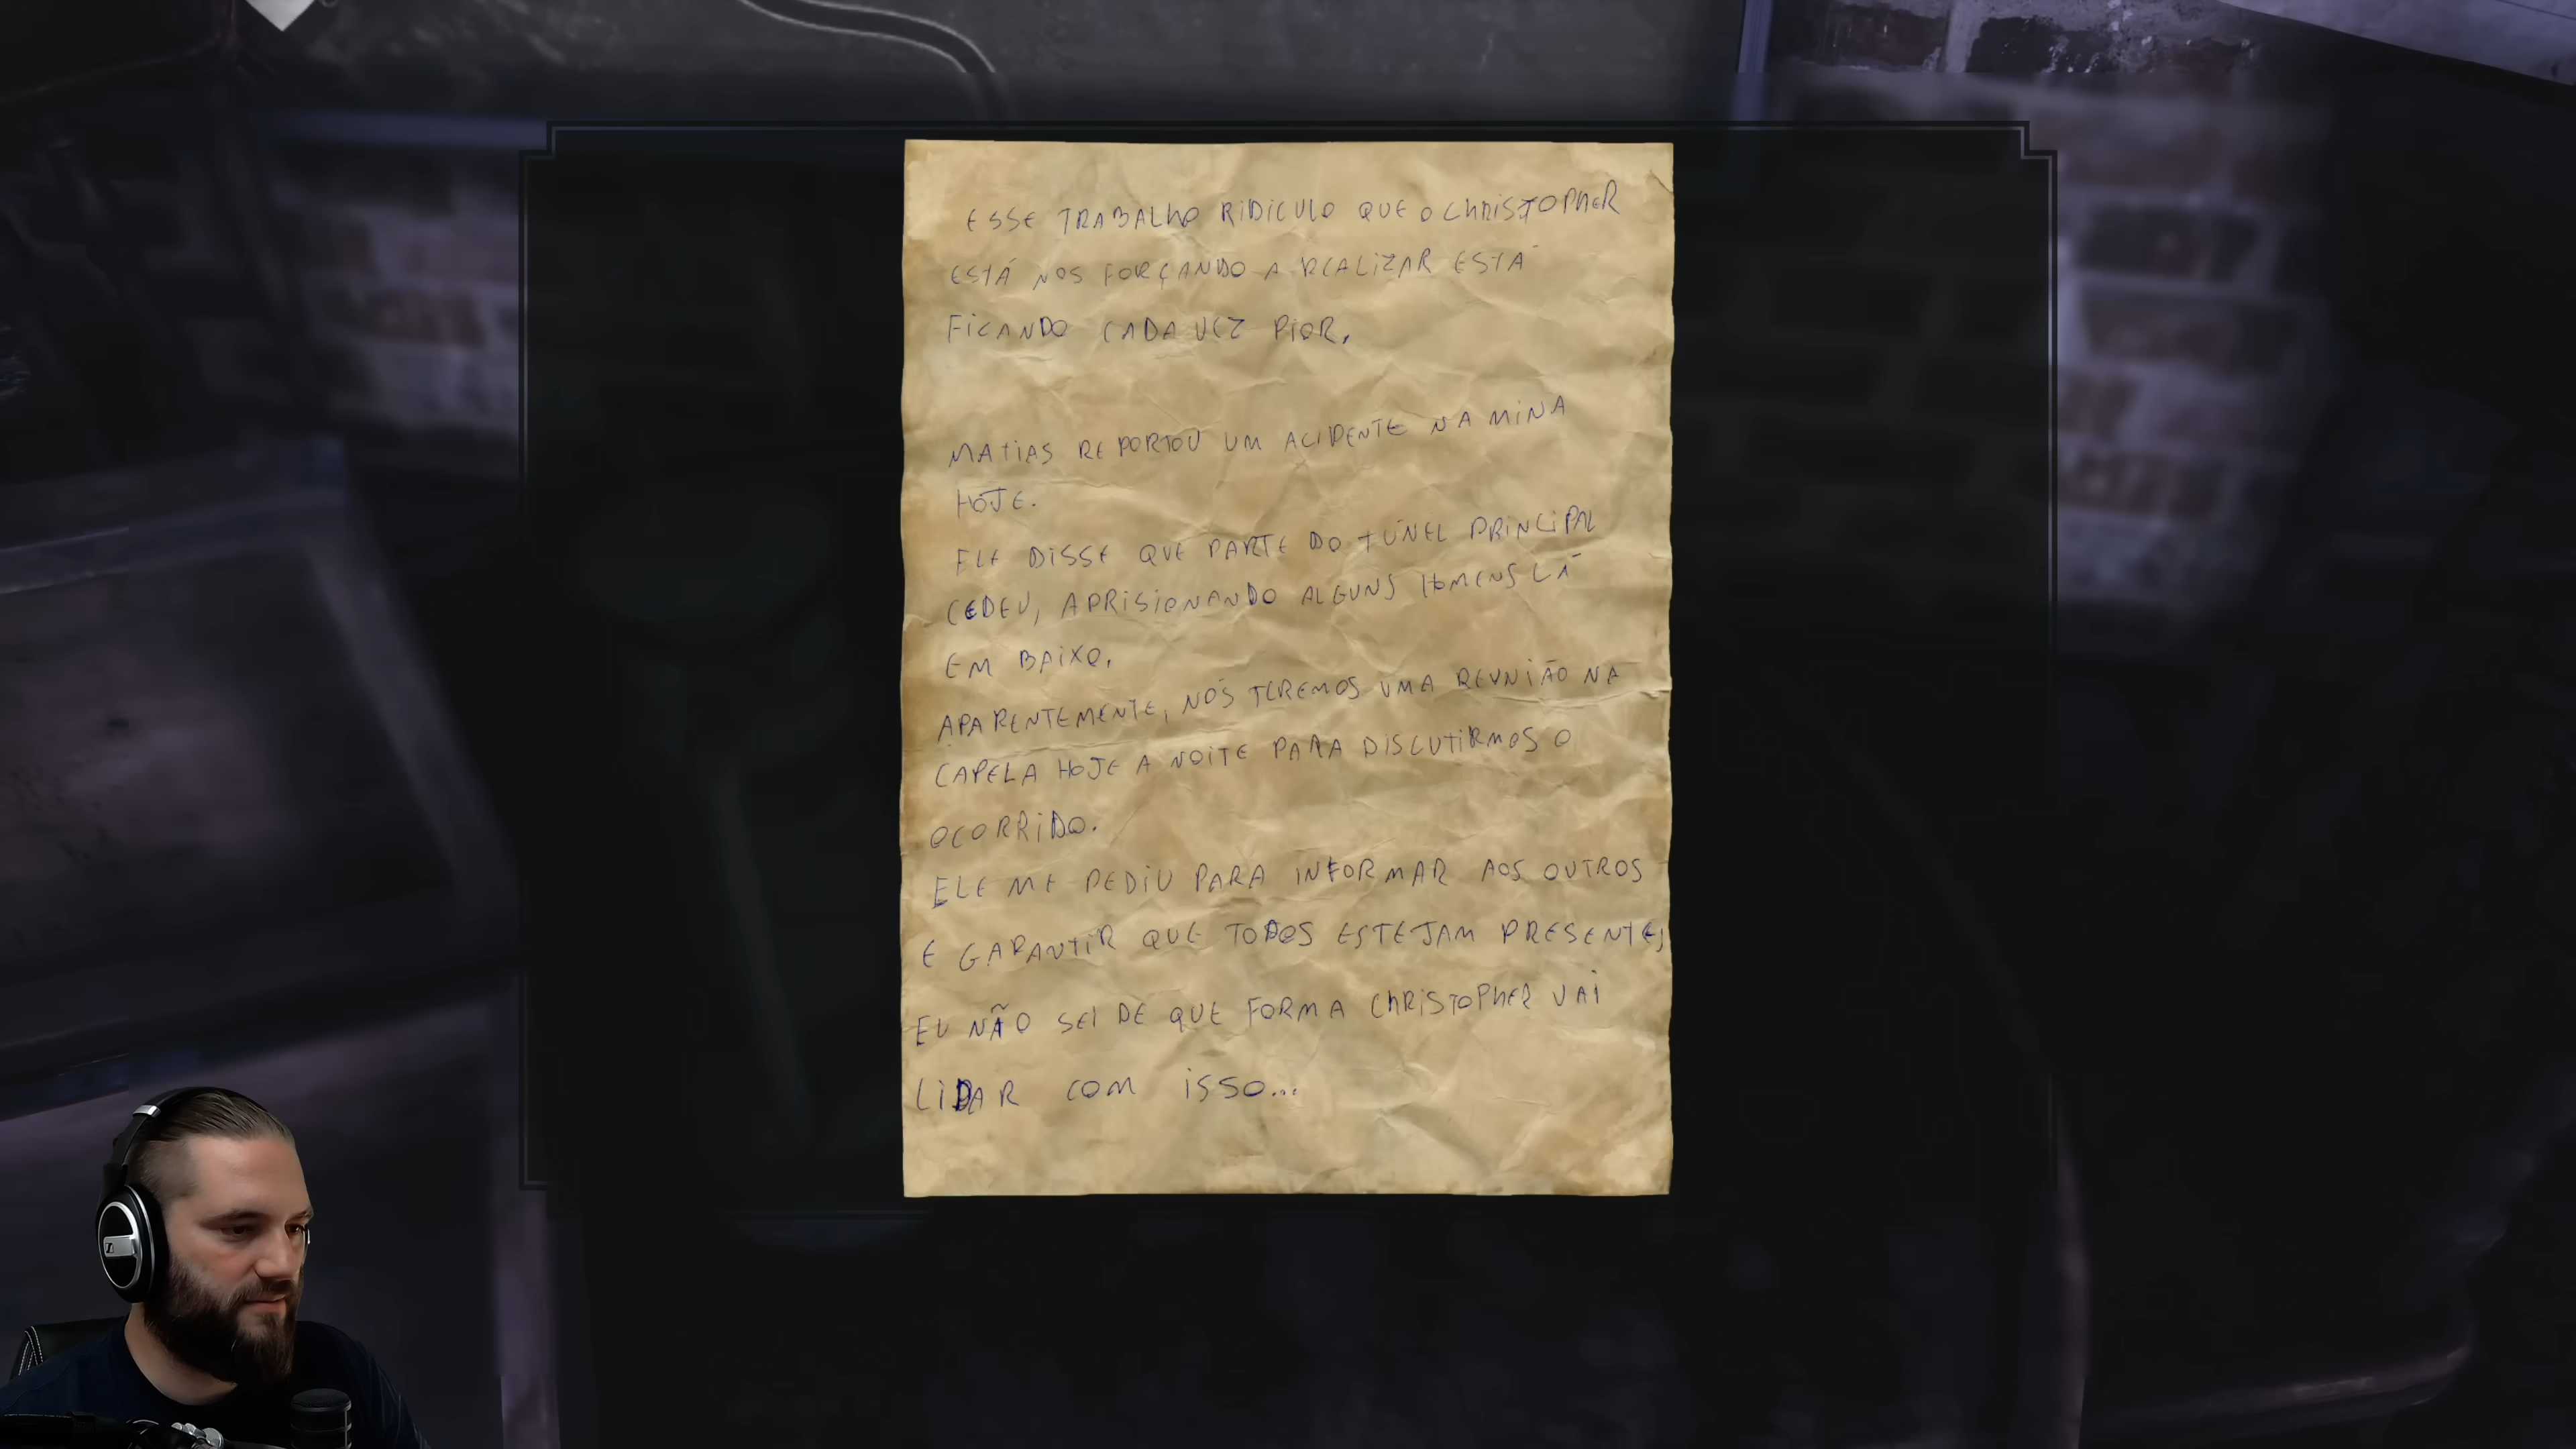 ESSE TRABALHO RIDICULO QUE O CHRISTOPHER
ESTÁ NOS FORÇANDO A REALIZAR ESTÁ
FICANDO CADA VEZ PIOR.
MATIAS REPORTOU UM ACIDENTE NA MINA
HOJE.
ELE DISSE QUE PARTE DO TÚNEL PRINCIPAL
CEDEU, APRISIONANDO ALGUNS HOMENS LÁ
EM BAIXO.
APARENTEMENTE, NÓS TEREMOS UMA REUNIÃO NA
CAPELA HOJE A NOITE PARA DISCUTIRMOS O
OCORRIDO.
ELE ME PEDIU PARA INFORMAR AOS OUTROS
E GARANTIR QUE TODOS ESTEJAM PRESENTES
EU NÃO SEI DE QUE FORMA CHRISTOPHER VAI
LIDAR COM ISSO...